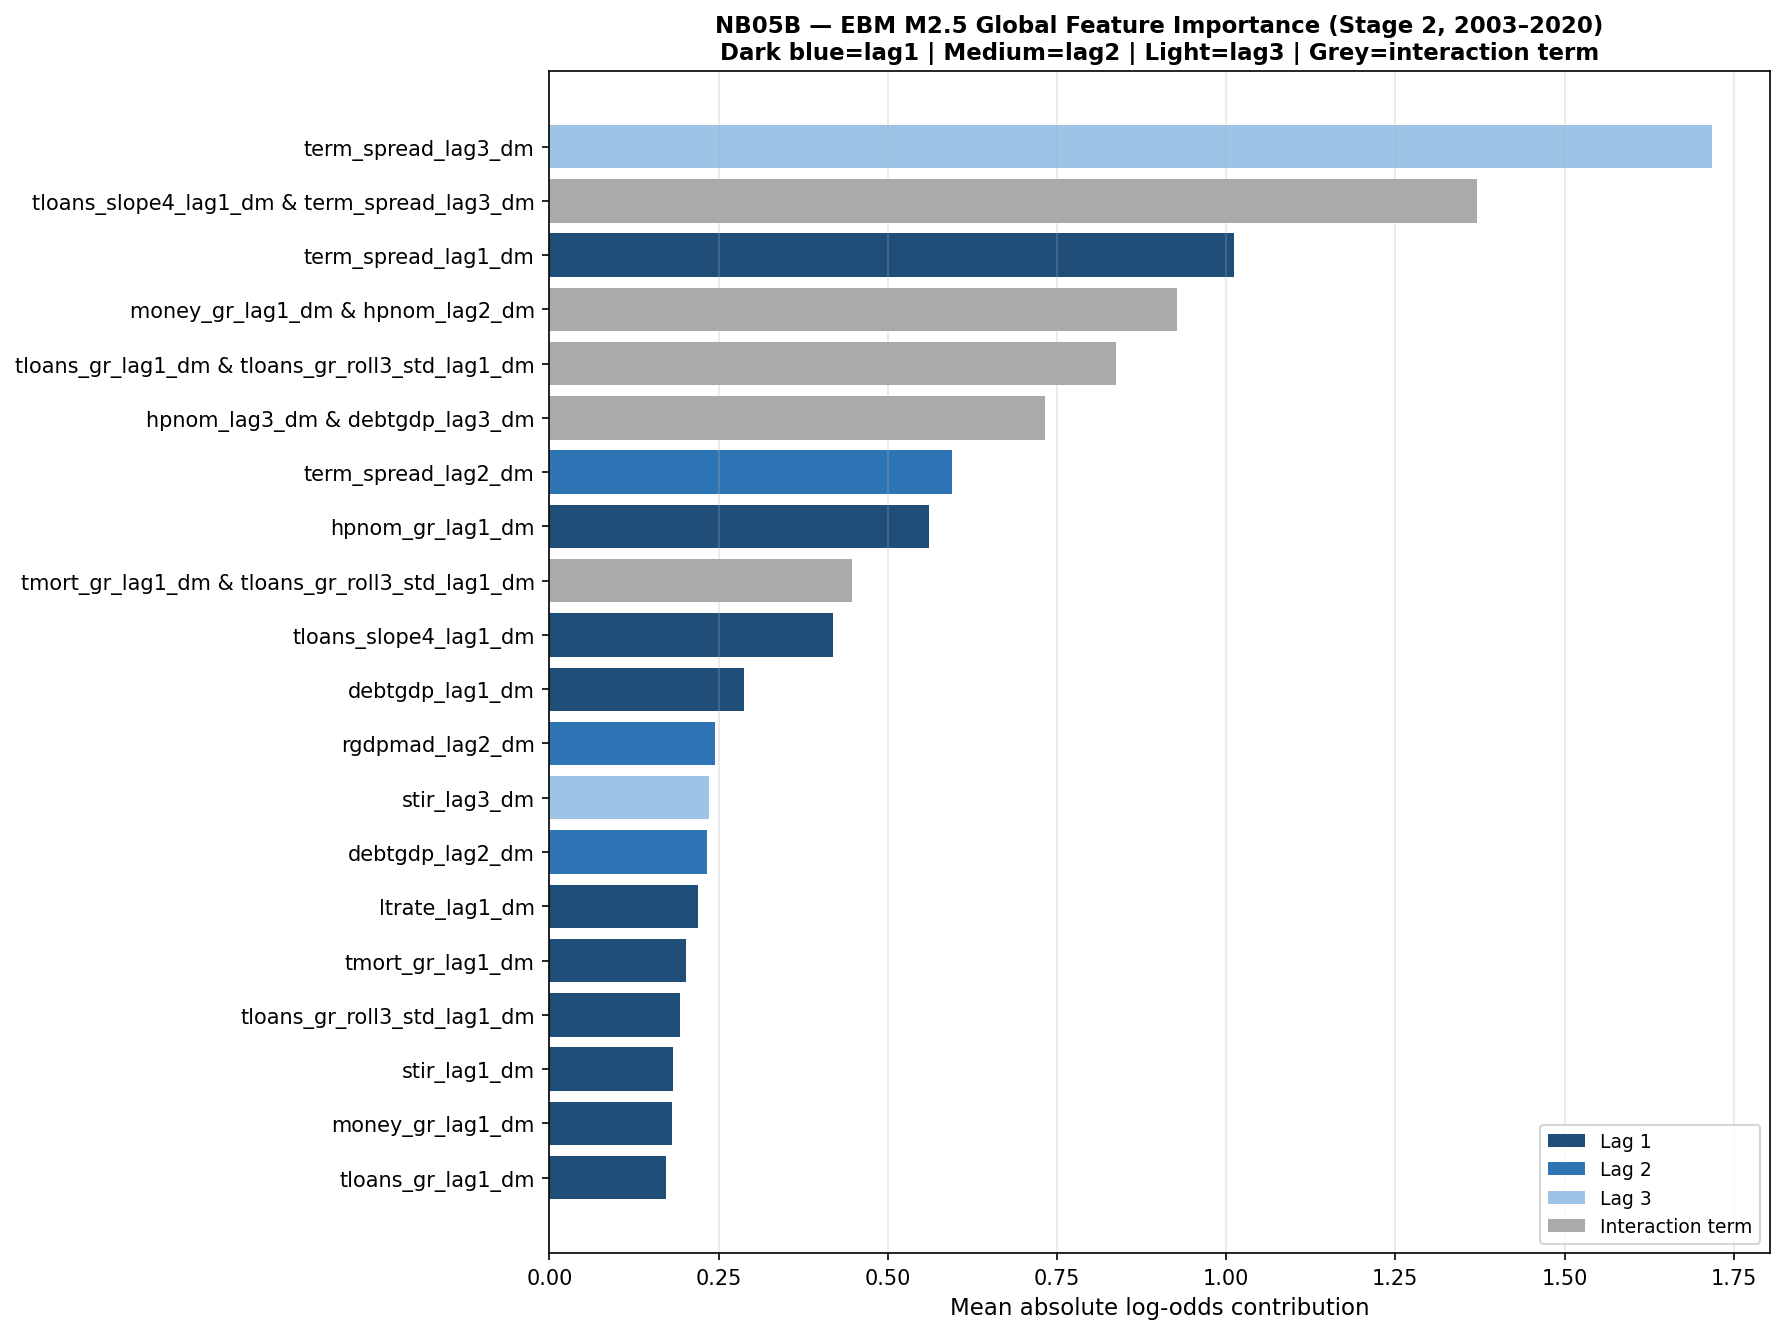 NB05B — EBM M2.5 Global Feature Importance (Stage 2, 2003–2020)
Dark blue=lag1 | Medium=lag2 | Light=lag3 | Grey=interaction term
term_spread_lag3_dm
tloans_slope4_lag1_dm & term_spread_lag3_dm
term_spread_lag1_dm
money_gr_lag1_dm & hpnom_lag2_dm
tloans_gr_lag1_dm & tloans_gr_roll3_std_lag1_dm
hpnom_lag3_dm & debtgdp_lag3_dm
term_spread_lag2_dm
hpnom_gr_lag1_dm
tmort_gr_lag1_dm & tloans_gr_roll3_std_lag1_dm
tloans_slope4_lag1_dm
debtgdp_lag1_dm
rgdpmad_lag2_dm
stir_lag3_dm
debtgdp_lag2_dm
ltrate_lag1_dm
tmort_gr_lag1_dm
tloans_gr_roll3_std_lag1_dm
stir_lag1_dm
money_gr_lag1_dm
tloans_gr_lag1_dm
Lag 1
Lag 2
Lag 3
Interaction term
0.00 0.25 0.50 0.75 1.00 1.25 1.50 1.75
Mean absolute log-odds contribution